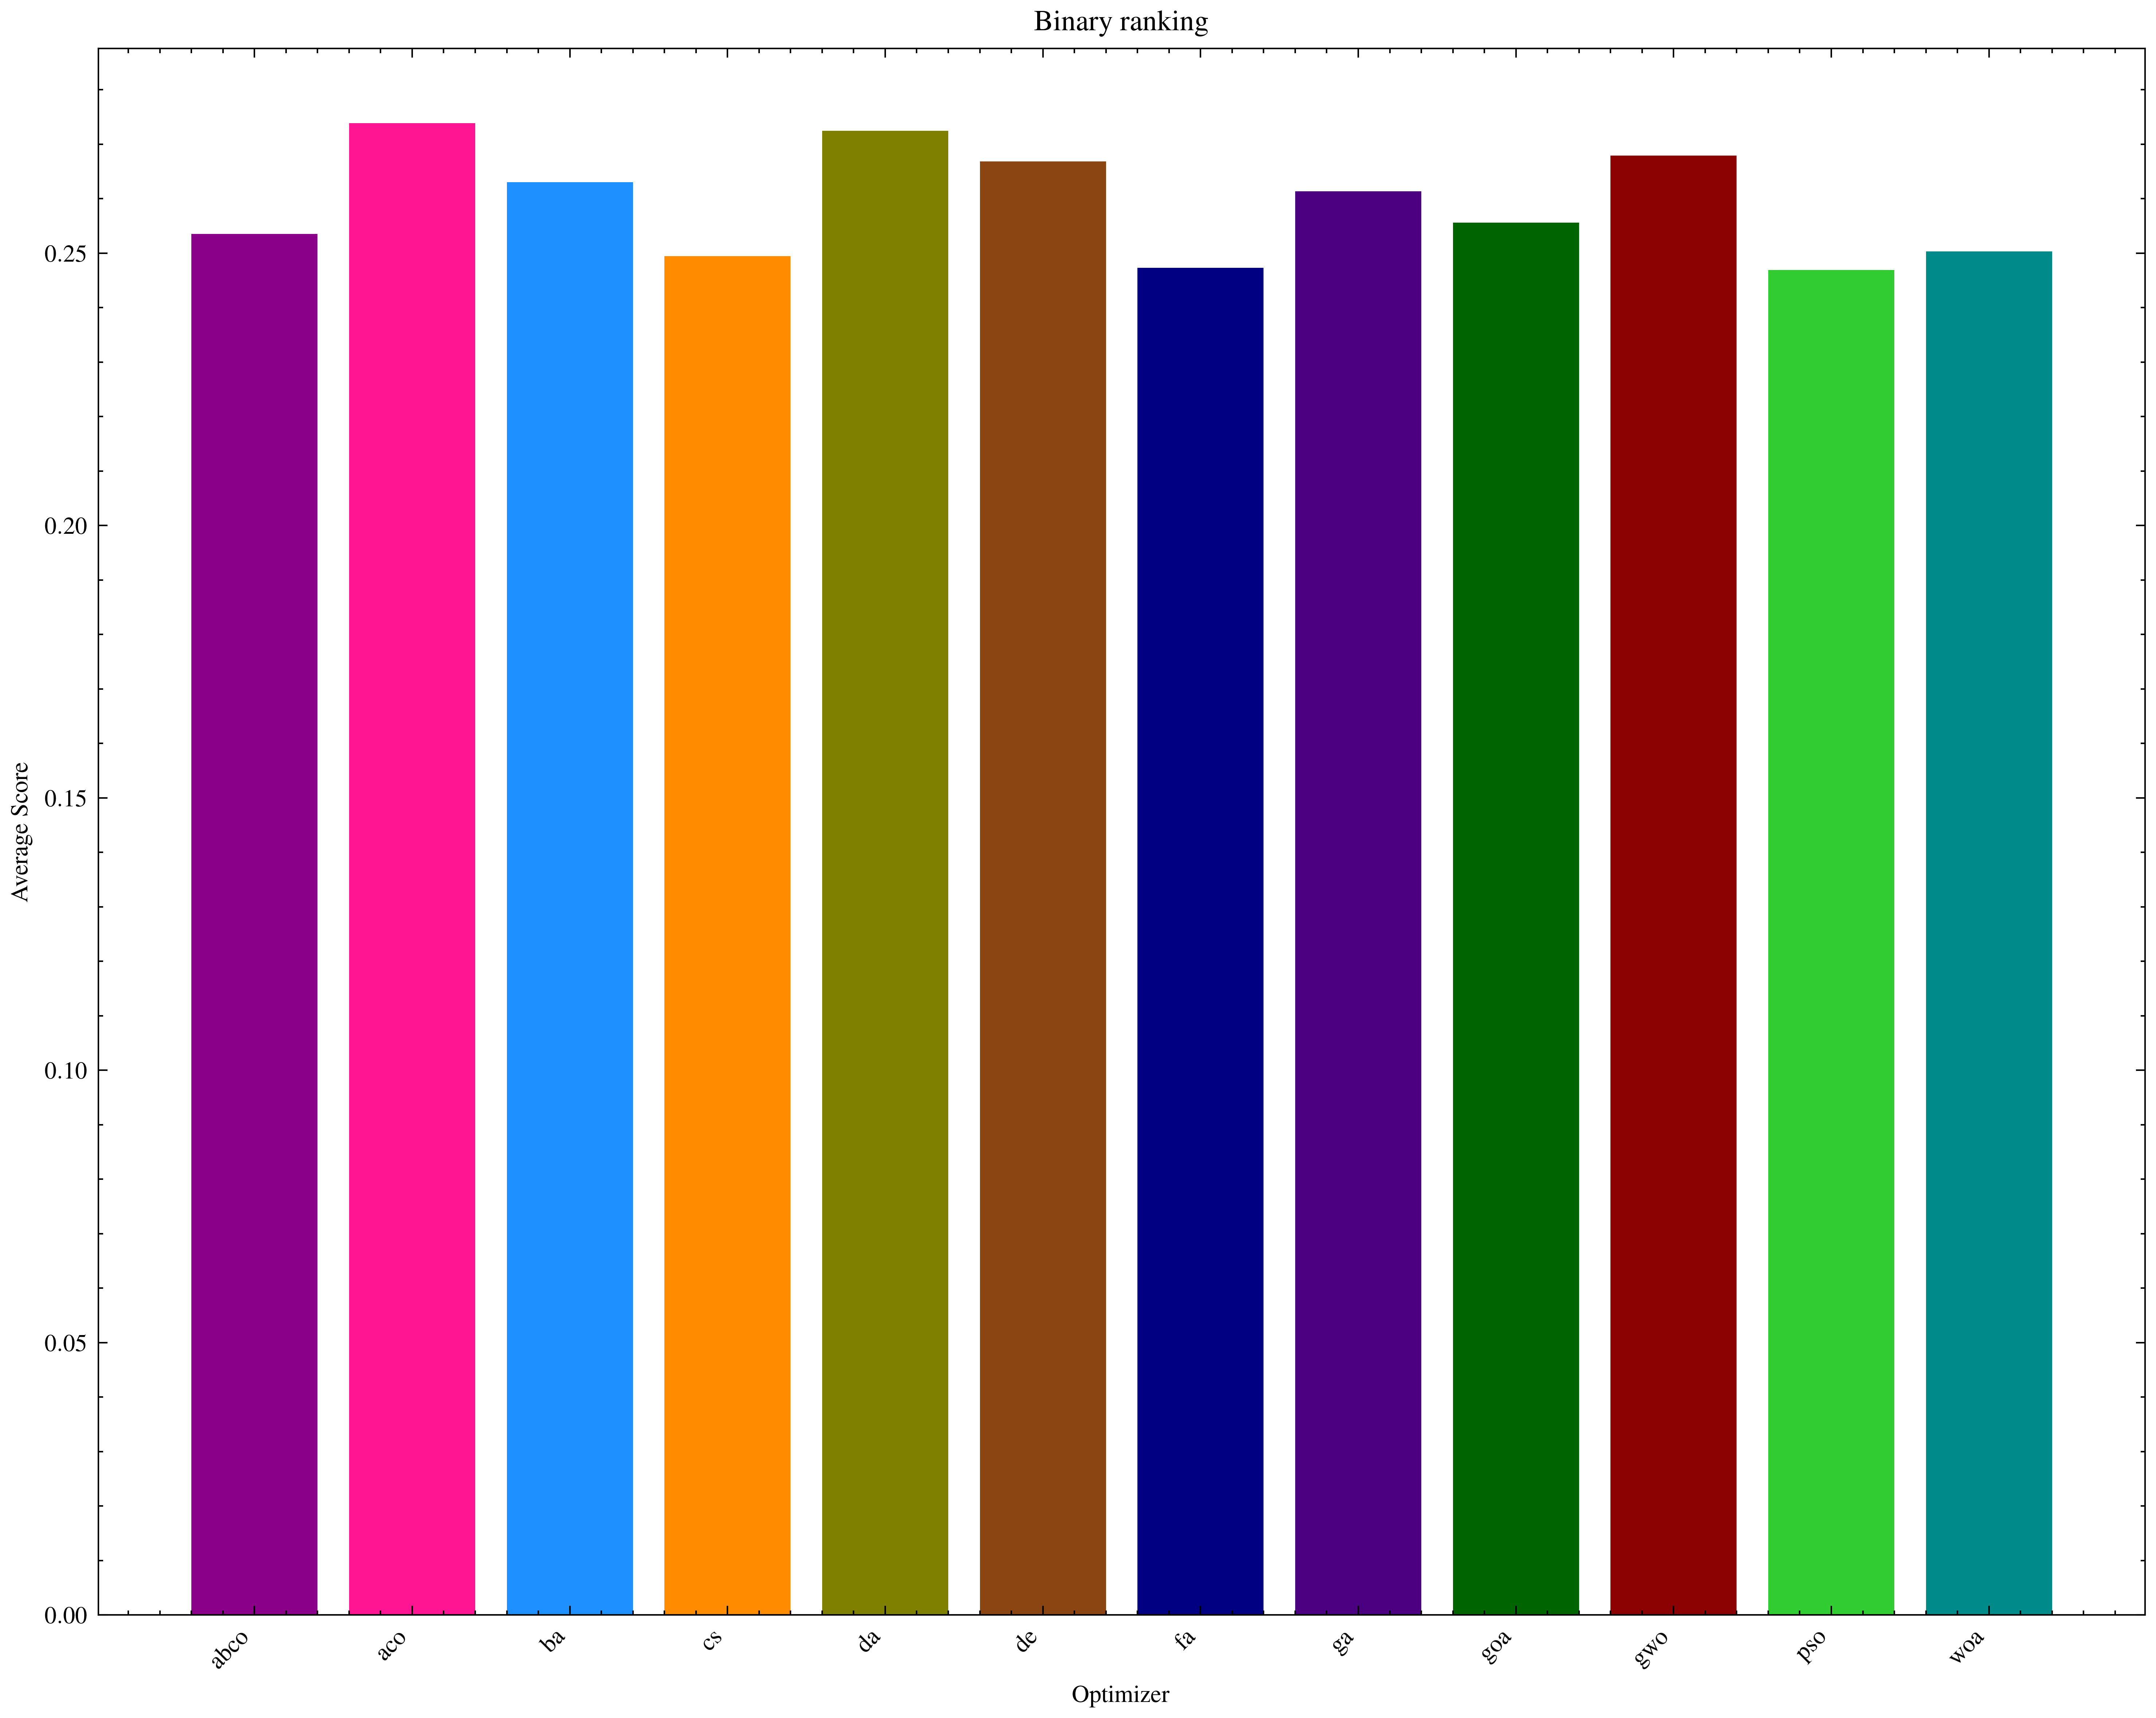 Binary ranking
Average Score
0.25
0.20
0.15
0.10
0.05
0.00
abco
aco
ba
cs
da
de
fa
ga
goa
gwo
pso
woa
Optimizer